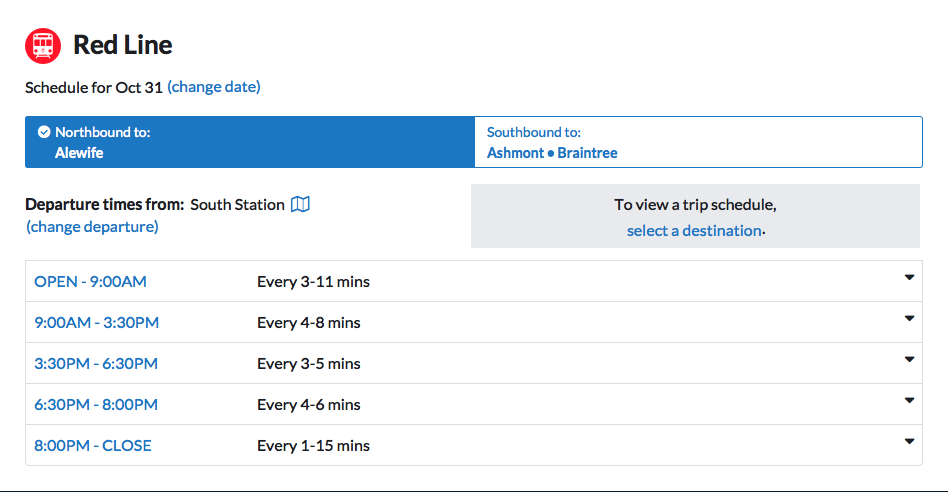 Red Line
Schedule for Oct 31 (change date)
Northbound to:
Alewife
Southbound to:
Ashmont • Braintree
Departure times from: South Station
(change departure)
To view a trip schedule,
select a destination.
OPEN - 9:00AM Every 3-11 mins
9:00AM - 3:30PM Every 4-8 mins
3:30PM - 6:30PM Every 3-5 mins
6:30PM - 8:00PM Every 4-6 mins
8:00PM - CLOSE Every 1-15 mins